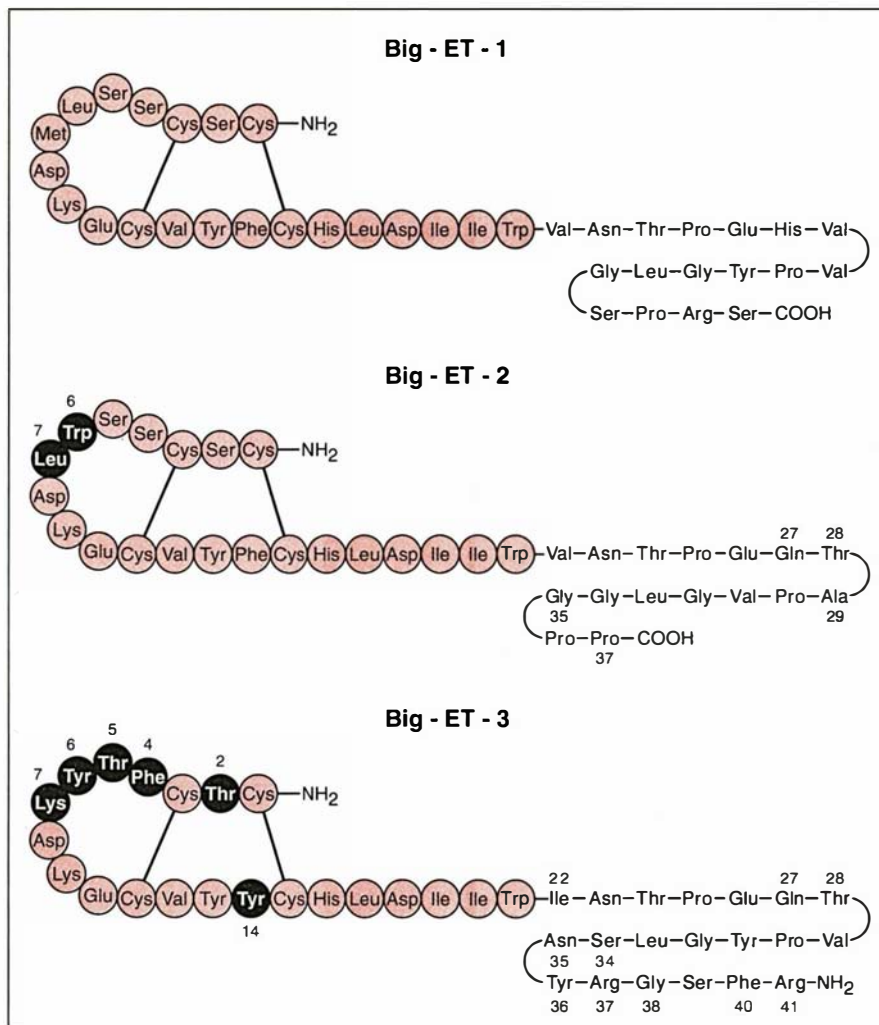 Big - ET - 1
Leu Ser Ser Cys Ser Cys—NH2
Met
Asp
Lys
Glu Cys Val Tyr Phe Cys His Leu Asp Ile Ile Trp—Val—Asn—Thr—Pro—Glu—His—Val
Gly—Leu—Gly—Tyr—Pro—Val
Ser—Pro—Arg—Ser—COOH
Big - ET - 2
7 6
Leu Trp Ser Ser Cys Ser Cys—NH2
Asp
Lys
27 28
Glu Cys Val Tyr Phe Cys His Leu Asp Ile Ile Trp—Val—Asn—Thr—Pro—Glu—Gln—Thr
Gly—Gly—Leu—Gly—Val—Pro—Ala
35 29
Pro—Pro—COOH
37
Big - ET - 3
7 6 5 4 2
Lys Tyr Thr Phe Cys Thr Cys—NH2
Asp
Lys
22 27 28
Glu Cys Val Tyr Tyr Cys His Leu Asp Ile Ile Trp—Ile—Asn—Thr—Pro—Glu—Gln—Thr
14
Asn—Ser—Leu—Gly—Tyr—Pro—Val
35 34
Tyr—Arg—Gly—Ser—Phe—Arg—NH2
36 37 38 40 41